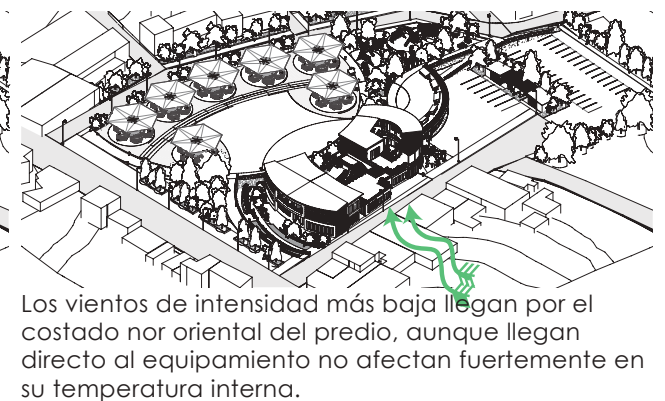 Los vientos de intensidad más baja llegan por el
costado nor oriental del predio, aunque llegan
directo al equipamiento no afectan fuertemente en
su temperatura interna.